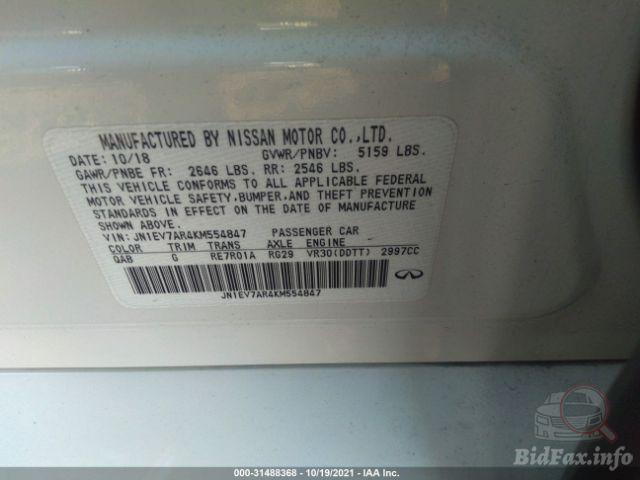 MANUFACTURED BY NISSAN MOTOR CO.,LTD.
DATE: 10/18 GVWR/PNBV: 5159 LBS.
GAWR/PNBE FR: 2646 LBS. RR: 2546 LBS.
THIS VEHICLE CONFORMS TO ALL APPLICABLE FEDERAL
MOTOR VEHICLE SAFETY,BUMPER,AND THEFT PREVENTION
STANDARDS IN EFFECT ON THE DATE OF MANUFACTURE
SHOWN ABOVE.
VIN: JN1EV7AR4KM554847 PASSENGER CAR
COLOR TRIM TRANS AXLE ENGINE
QAB G RE7R01A RG29 VR30(DDTT) 2997CC
JN1EV7AR4KM554847
BidFax.info
000-31488368 - 10/19/2021 - IAA Inc.